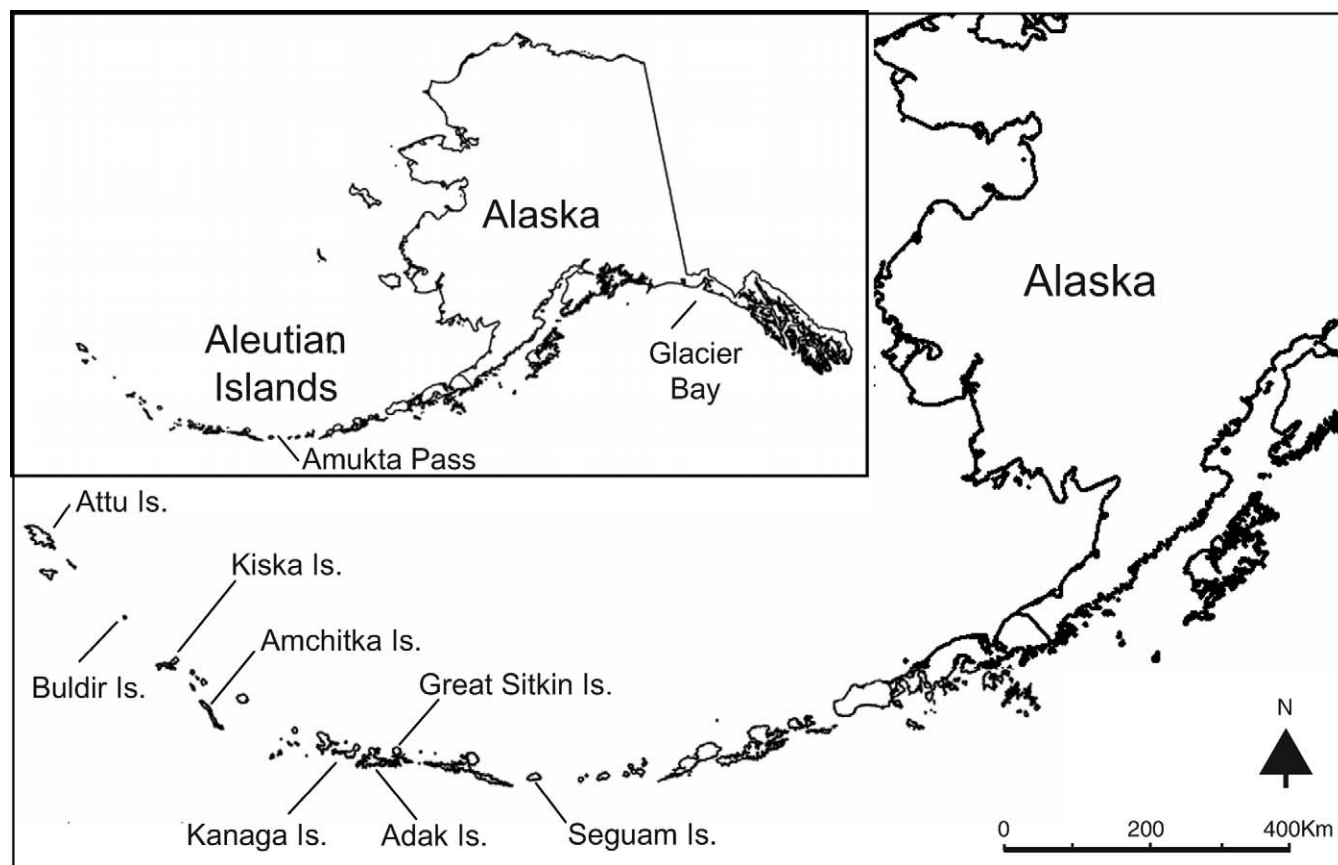 Alaska
Aleutian
Islands
Glacier
Bay
Amukta Pass
Alaska
Attu Is.
Kiska Is.
Amchitka Is.
Buldir Is.
Great Sitkin Is.
Kanaga Is.
Adak Is.
Seguam Is.
N
0 200 400Km